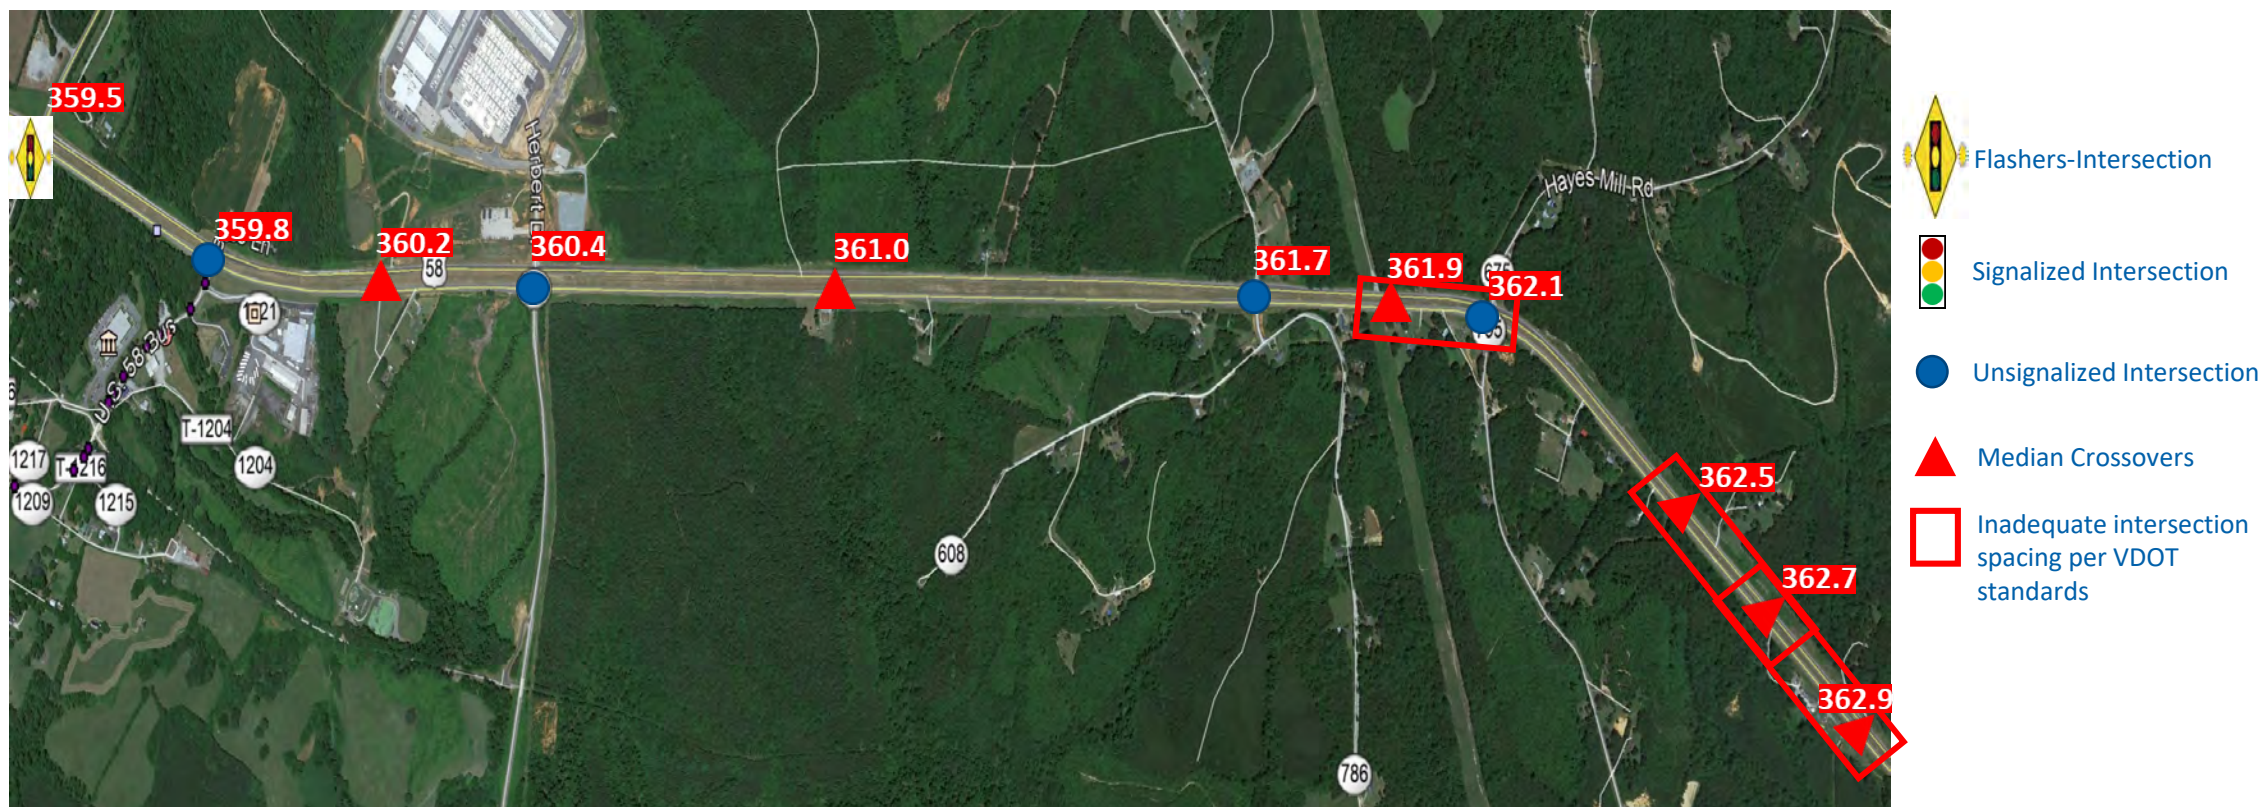 359.5
359.8
360.2
360.4
361.0
361.7
361.9
362.1
362.5
362.7
362.9
Herbert D
Hayes Mill Rd
58
675
1021
U.S. 58 Bus
T-1204
1204
1217
T-1216
1209
1215
608
786
Flashers-Intersection
Signalized Intersection
Unsignalized Intersection
Median Crossovers
Inadequate intersection
spacing per VDOT
standards